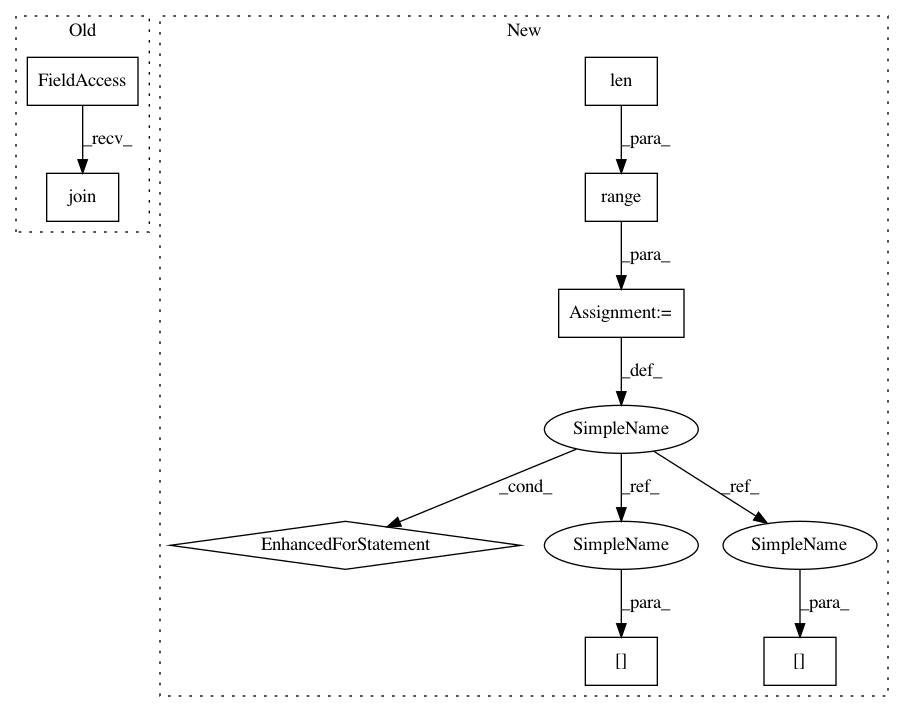 Old
New
FieldAccess
len
_recv_
_para_
join
range
_para_
Assignment:=
_def_
SimpleName
_cond_
_ref_
_ref_
EnhancedForStatement
SimpleName
SimpleName
_para_
_para_
[]
[]